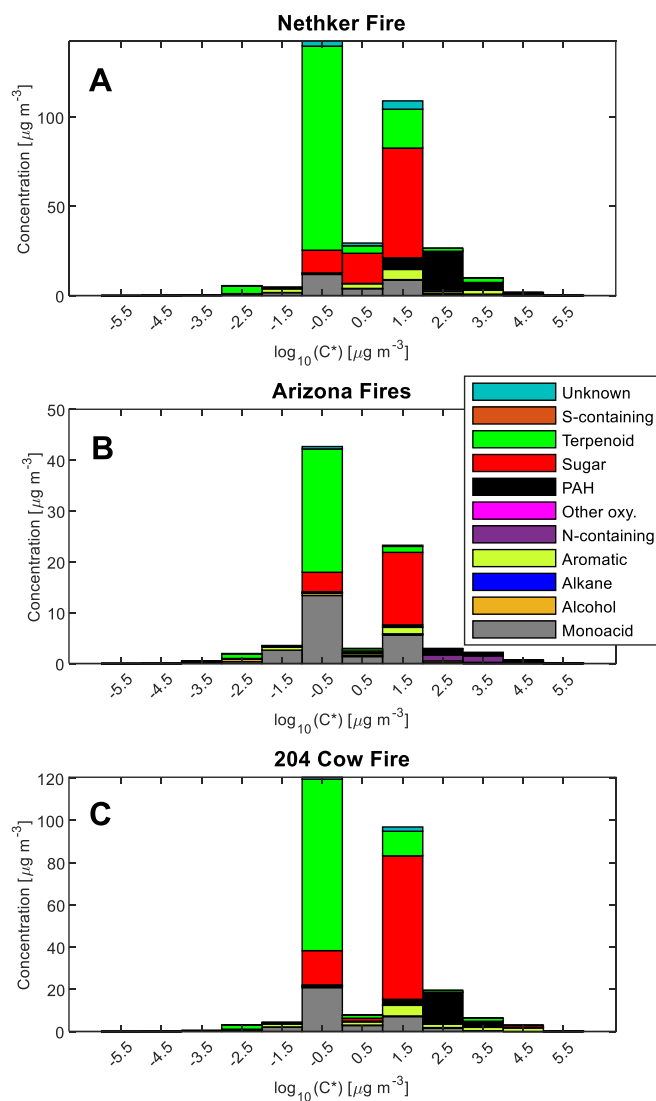 Nethker Fire
A
Concentration [μg m-3]
100
50
0
-5.5 -4.5 -3.5 -2.5 -1.5 -0.5 0.5 1.5 2.5 3.5 4.5 5.5
log10(C*) [μg m-3]
Arizona Fires
B
Concentration [μg m-3]
50
40
30
20
10
0
-5.5 -4.5 -3.5 -2.5 -1.5 -0.5 0.5 1.5 2.5 3.5 4.5 5.5
log10(C*) [μg m-3]
Unknown
S-containing
Terpenoid
Sugar
PAH
Other oxy.
N-containing
Aromatic
Alkane
Alcohol
Monoacid
204 Cow Fire
C
Concentration [μg m-3]
120
100
80
60
40
20
0
-5.5 -4.5 -3.5 -2.5 -1.5 -0.5 0.5 1.5 2.5 3.5 4.5 5.5
log10(C*) [μg m-3]